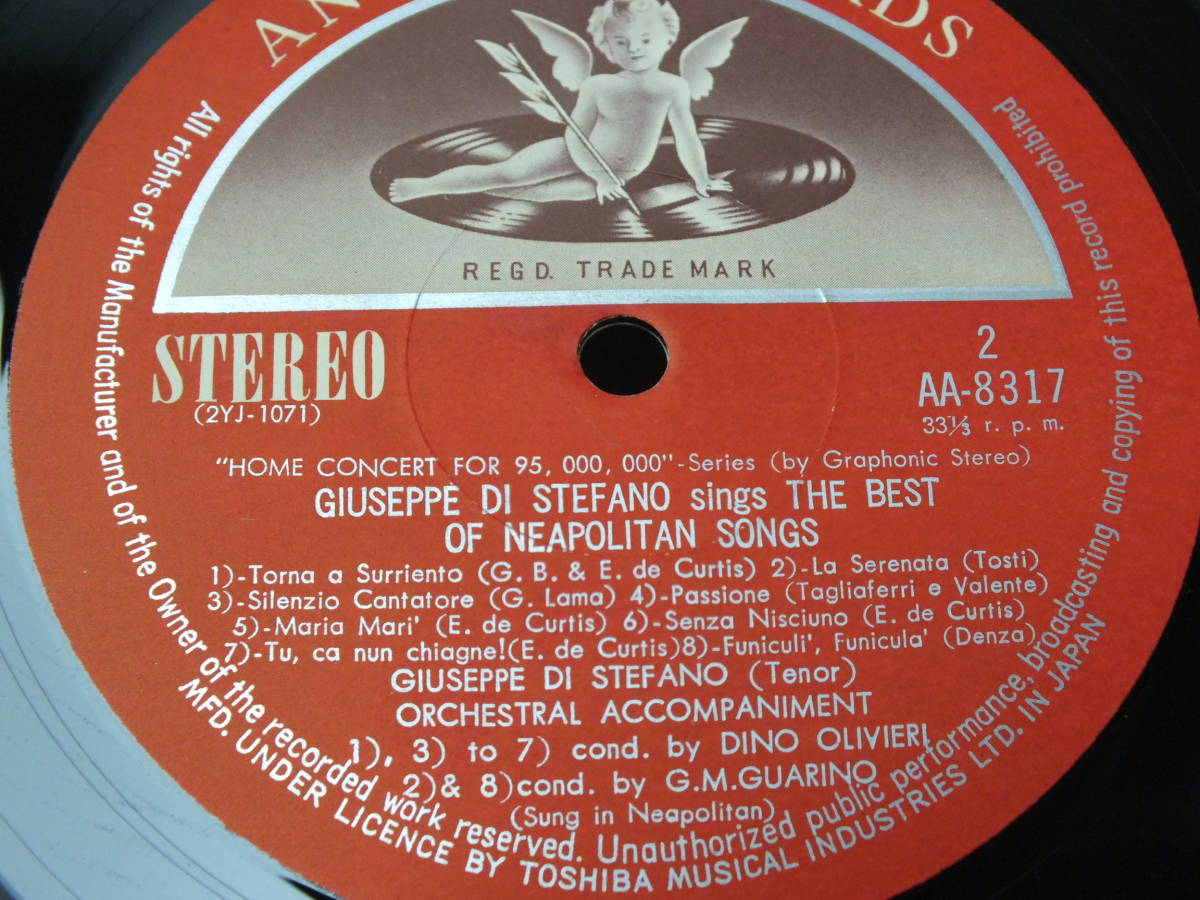 REGD. TRADE MARK
STEREO
(2YJ-1071)
2
AA-8317
33 1/3 r. p. m.
"HOME CONCERT FOR 95, 000, 000"-Series (by Graphonic Stereo)
GIUSEPPE DI STEFANO sings THE BEST
OF NEAPOLITAN SONGS
1)-Torna a Surriento (G. B. & E. de Curtis) 2)-La Serenata (Tosti)
3)-Silenzio Cantatore (G. Lama) 4)-Passione (Tagliaferri e Valente)
5)-Maria Mari' (E. de Curtis) 6)-Senza Nisciuno (E. de Curtis)
7)-Tu, ca nun chiagne!(E. de Curtis)8)-Funiculi', Funicula' (Denza)
GIUSEPPE DI STEFANO (Tenor)
ORCHESTRAL ACCOMPANIMENT
1), 3) to 7) cond. by DINO OLIVIERI
2)& 8)cond. by G.M.GUARINO
(Sung in Neapolitan)
All rights of the Manufacturer and of the Owner of the recorded work reserved. Unauthorized public performance, broadcasting and copying of this record prohibited
MFD. UNDER LICENCE BY TOSHIBA MUSICAL INDUSTRIES LTD. IN JAPAN